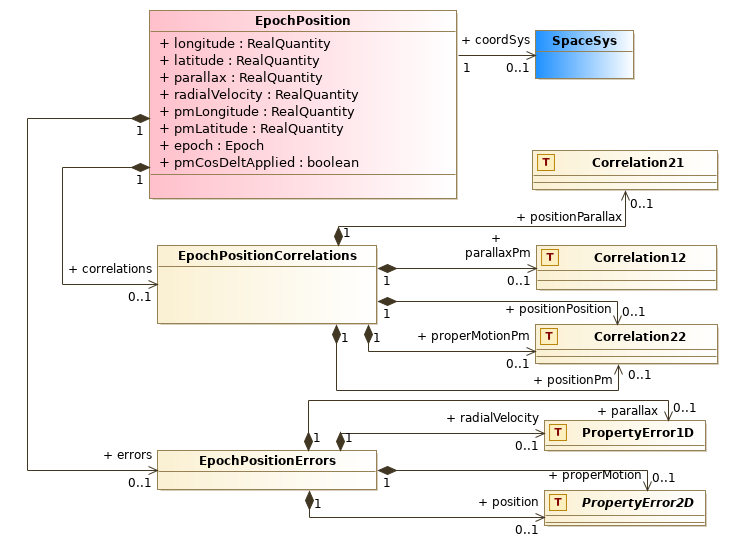 EpochPosition
+ longitude : RealQuantity
+ latitude : RealQuantity
+ parallax : RealQuantity
+ radialVelocity : RealQuantity
+ pmLongitude : RealQuantity
+ pmLatitude : RealQuantity
+ epoch : Epoch
+ pmCosDeltApplied : boolean
+ coordSys
1
0..1
SpaceSys
1
1
T
Correlation21
0..1
+ positionParallax
1
EpochPositionCorrelations
+ correlations
0..1
+
parallaxPm
1
0..1
T
Correlation12
1
+ positionPosition
0..1
T
Correlation22
1
1
+ properMotionPm
0..1
+ positionPm
0..1
+ parallax
0..1
+ radialVelocity
0..1
1
1
T
PropertyError1D
EpochPositionErrors
+ errors
0..1
1
+ properMotion
0..1
1
+ position
0..1
T
PropertyError2D